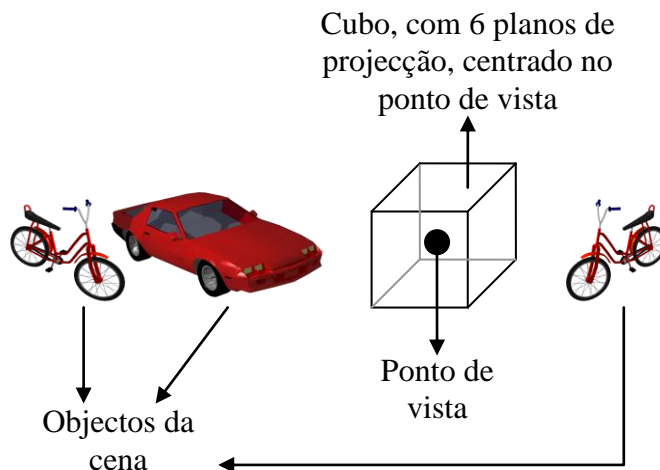 Cubo, com 6 planos de
projecção, centrado no
ponto de vista
Ponto de
vista
Objectos da
cena